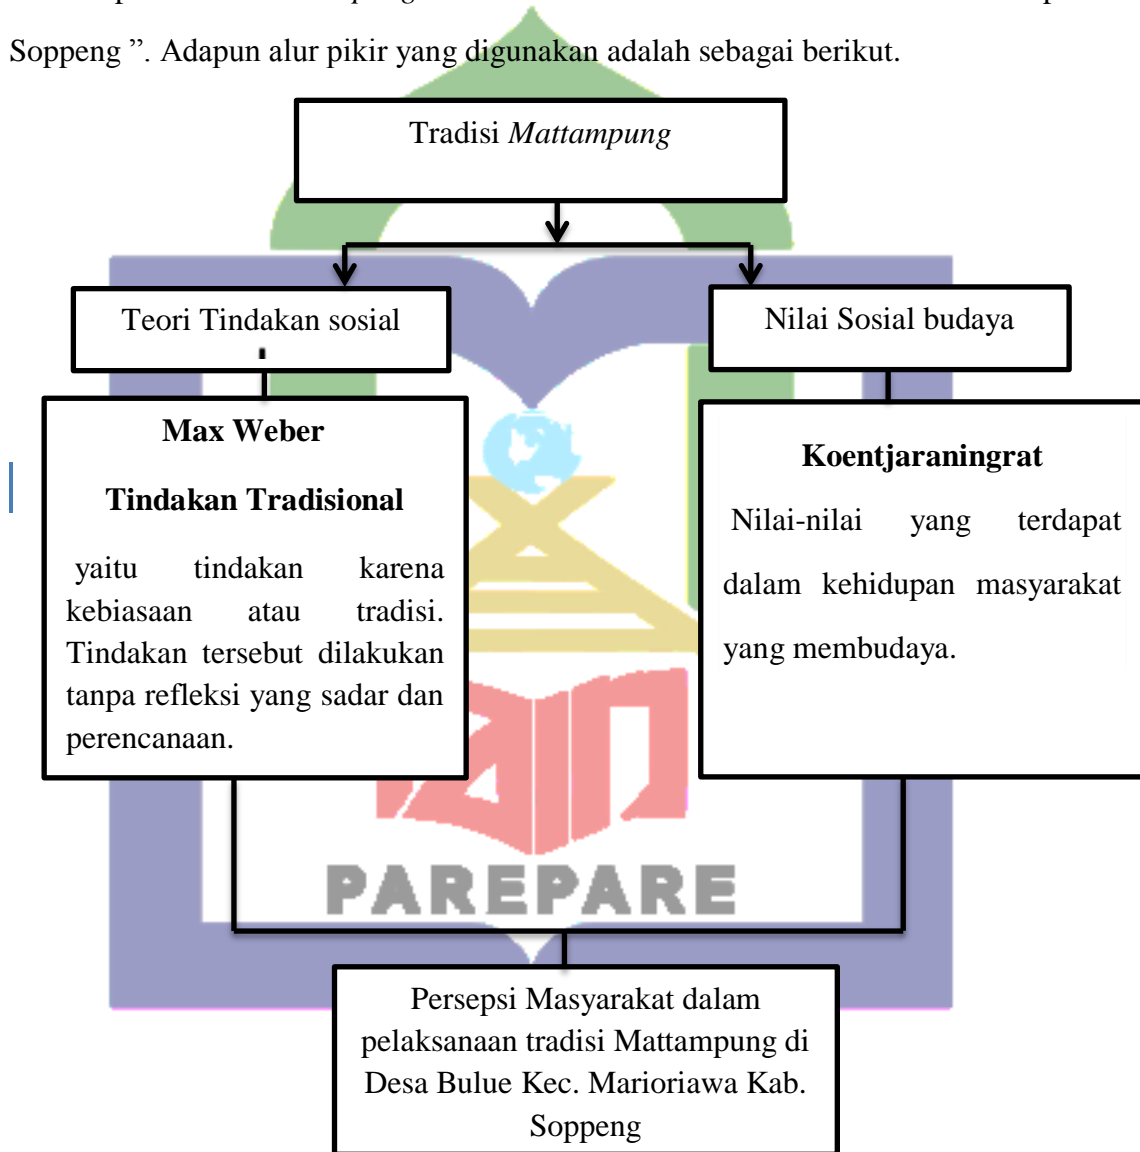 Soppeng ”. Adapun alur pikir yang digunakan adalah sebagai berikut.
Tradisi Mattampung
Teori Tindakan sosial
Nilai Sosial budaya
Max Weber
Tindakan Tradisional
yaitu tindakan karena
kebiasaan atau tradisi.
Tindakan tersebut dilakukan
tanpa refleksi yang sadar dan
perencanaan.
Koentjaraningrat
Nilai-nilai yang terdapat
dalam kehidupan masyarakat
yang membudaya.
PAREPARE
Persepsi Masyarakat dalam
pelaksanaan tradisi Mattampung di
Desa Bulue Kec. Marioriawa Kab.
Soppeng